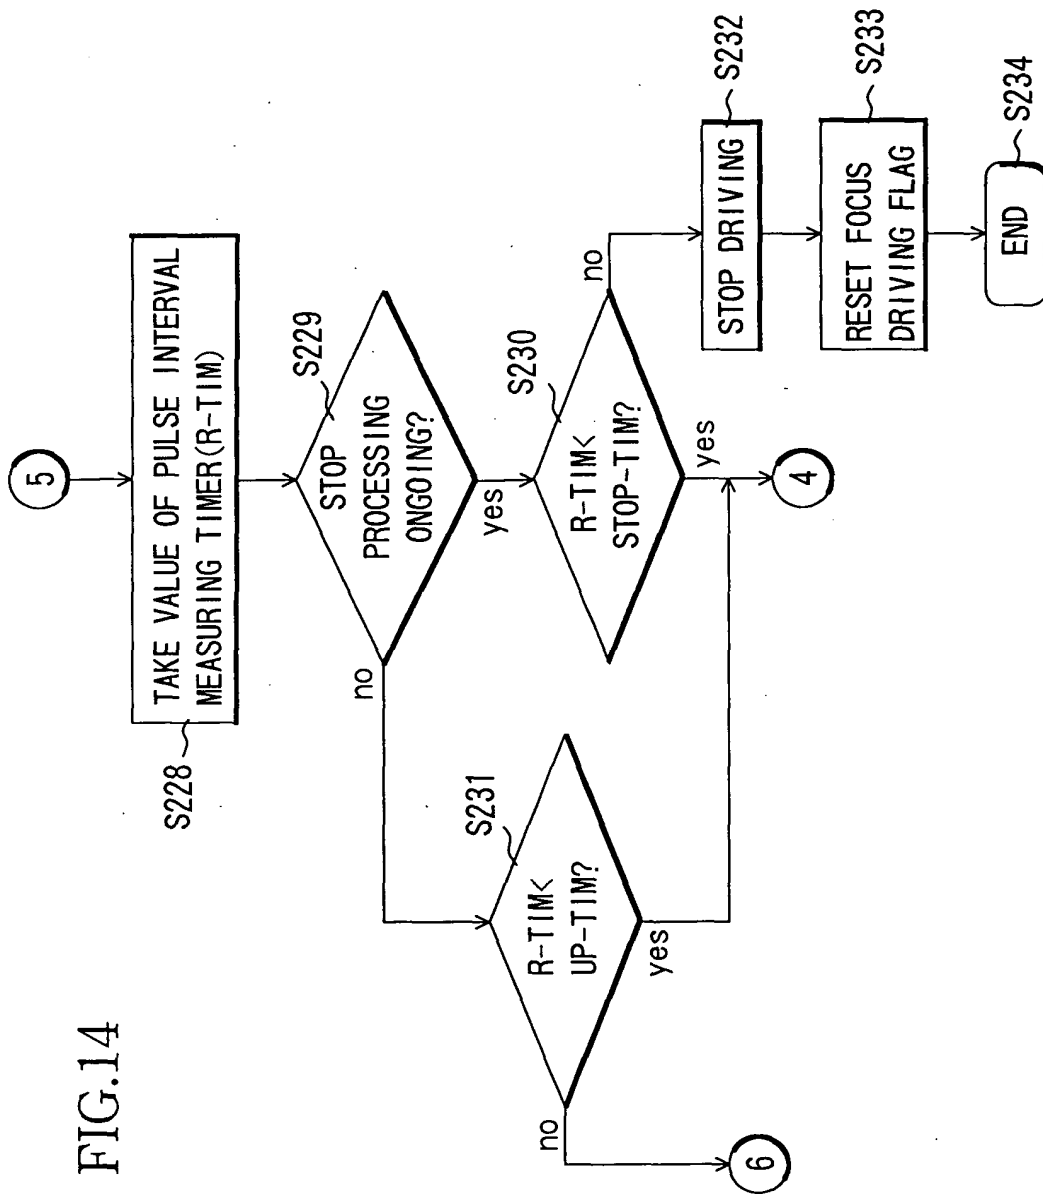 FIG.14
5
TAKE VALUE OF PULSE INTERVAL
MEASURING TIMER(R-TIM)
S228
STOP
PROCESSING
ONGOING?
S229
no
yes
R-TIM<
UP-TIM?
S231
no
yes
R-TIM<
STOP-TIM?
S230
no
yes
STOP DRIVING
S232
RESET FOCUS
DRIVING FLAG
S233
END
S234
4
6